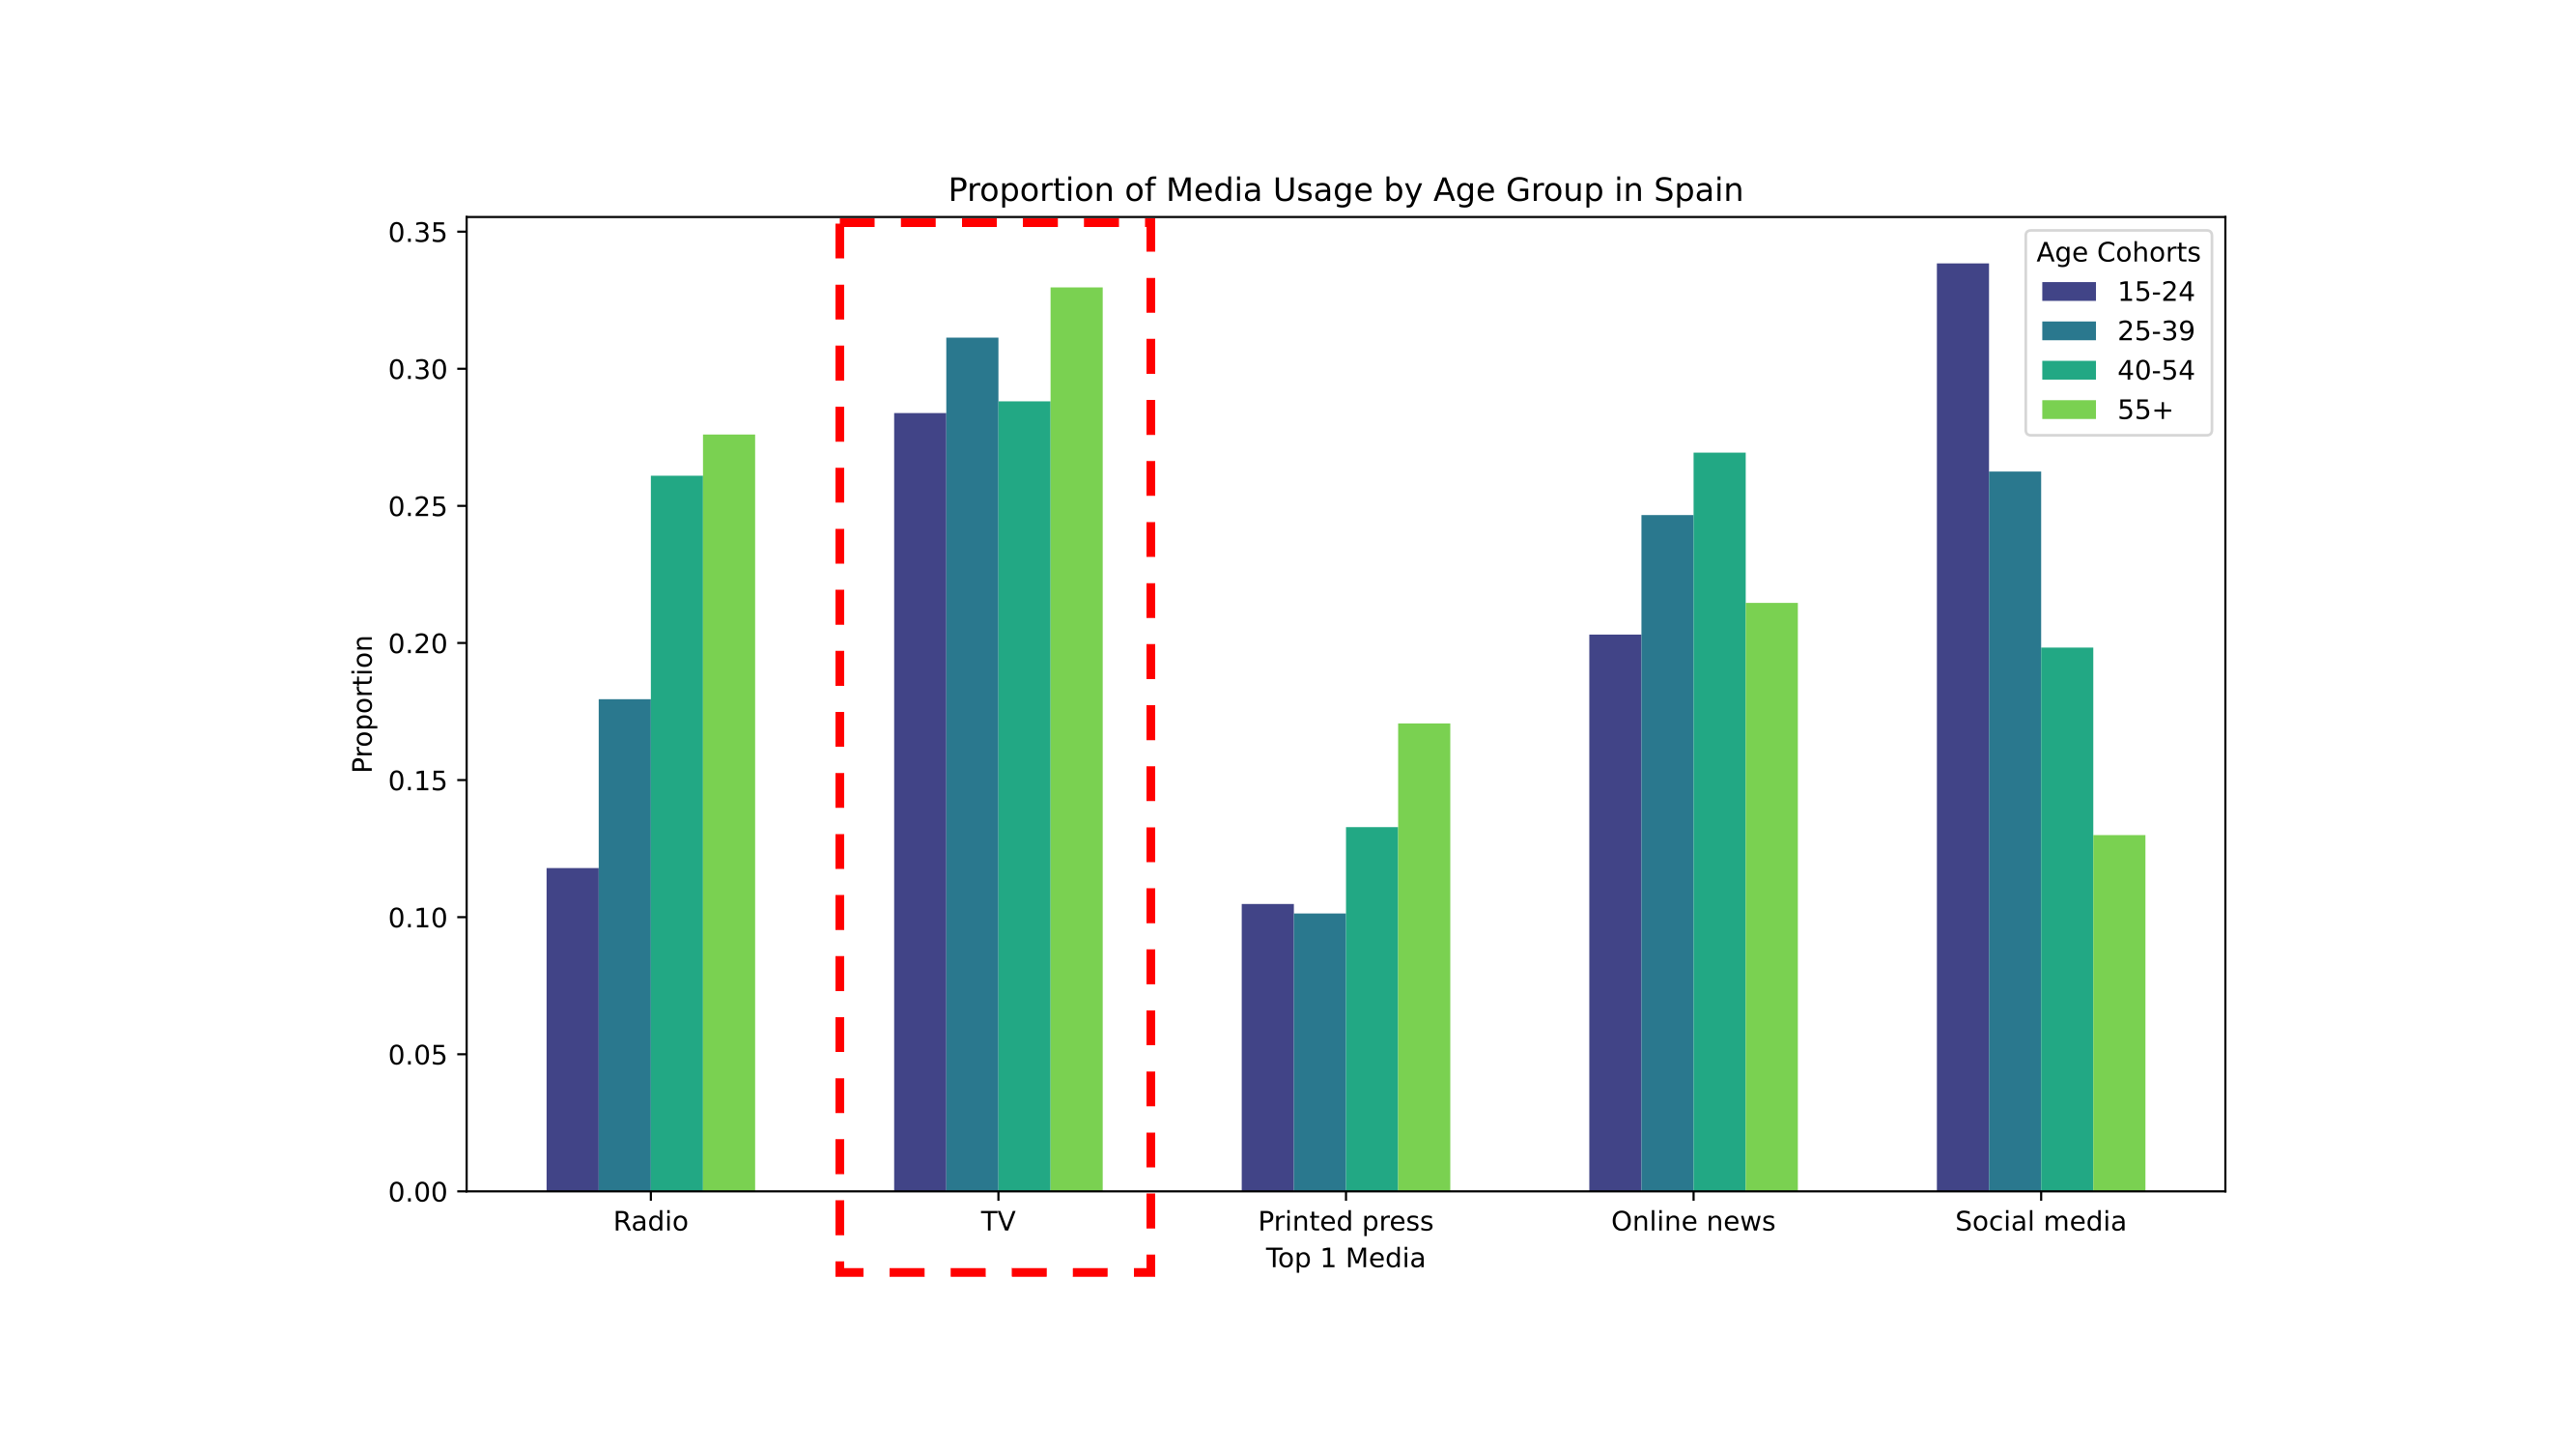 Proportion of Media Usage by Age Group in Spain
0.35
0.30
0.25
0.20
0.15
0.10
0.05
0.00
Proportion
Age Cohorts
15-24
25-39
40-54
55+
Radio
TV
Printed press
Online news
Social media
Top 1 Media